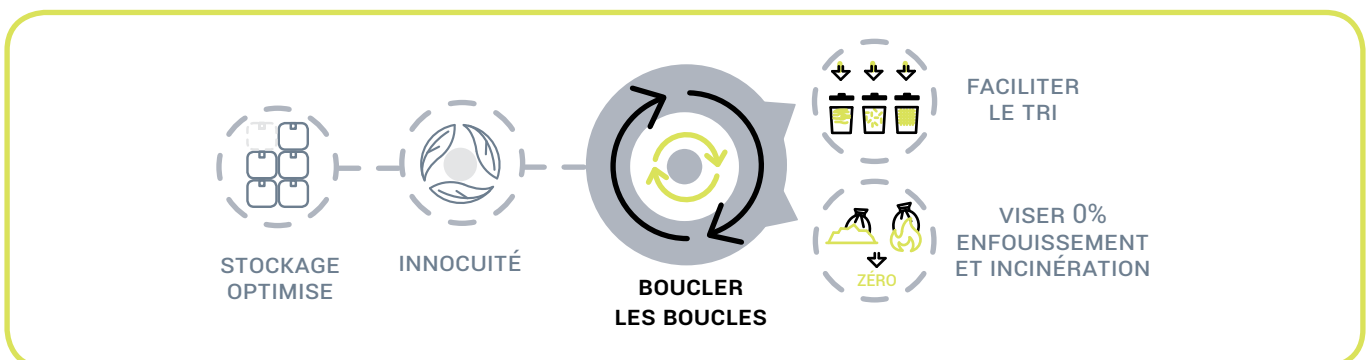 STOCKAGE
OPTIMISE
INNOCUITÉ
BOUCLER
LES BOUCLES
FACILITER
LE TRI
ZÉRO
VISER 0%
ENFOUISSEMENT
ET INCINÉRATION